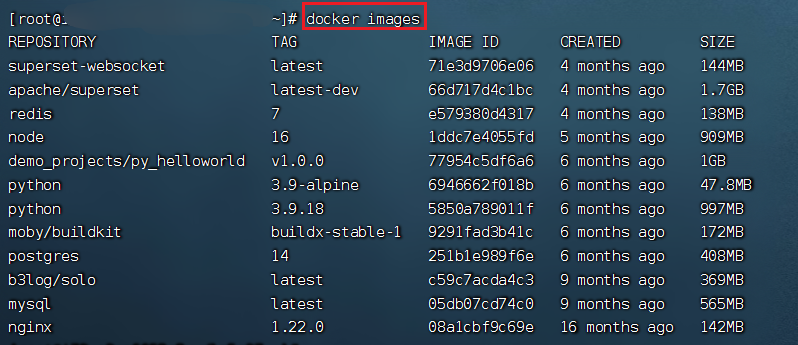 [root@i ~]# docker images
REPOSITORY TAG IMAGE ID CREATED SIZE
superset-websocket latest 71e3d9706e06 4 months ago 144MB
apache/superset latest-dev 66d717d4c1bc 4 months ago 1.7GB
redis 7 e579380d4317 4 months ago 138MB
node 16 1ddc7e4055fd 5 months ago 909MB
demo_projects/py_helloworld v1.0.0 77954c5df6a6 6 months ago 1GB
python 3.9-alpine 6946662f018b 6 months ago 47.8MB
python 3.9.18 5850a789011f 6 months ago 997MB
moby/buildkit buildx-stable-1 9291fad3b41c 6 months ago 172MB
postgres 14 251b1e989f6e 6 months ago 408MB
b3log/solo latest c59c7acda4c3 9 months ago 369MB
mysql latest 05db07cd74c0 9 months ago 565MB
nginx 1.22.0 08a1cbf9c69e 16 months ago 142MB